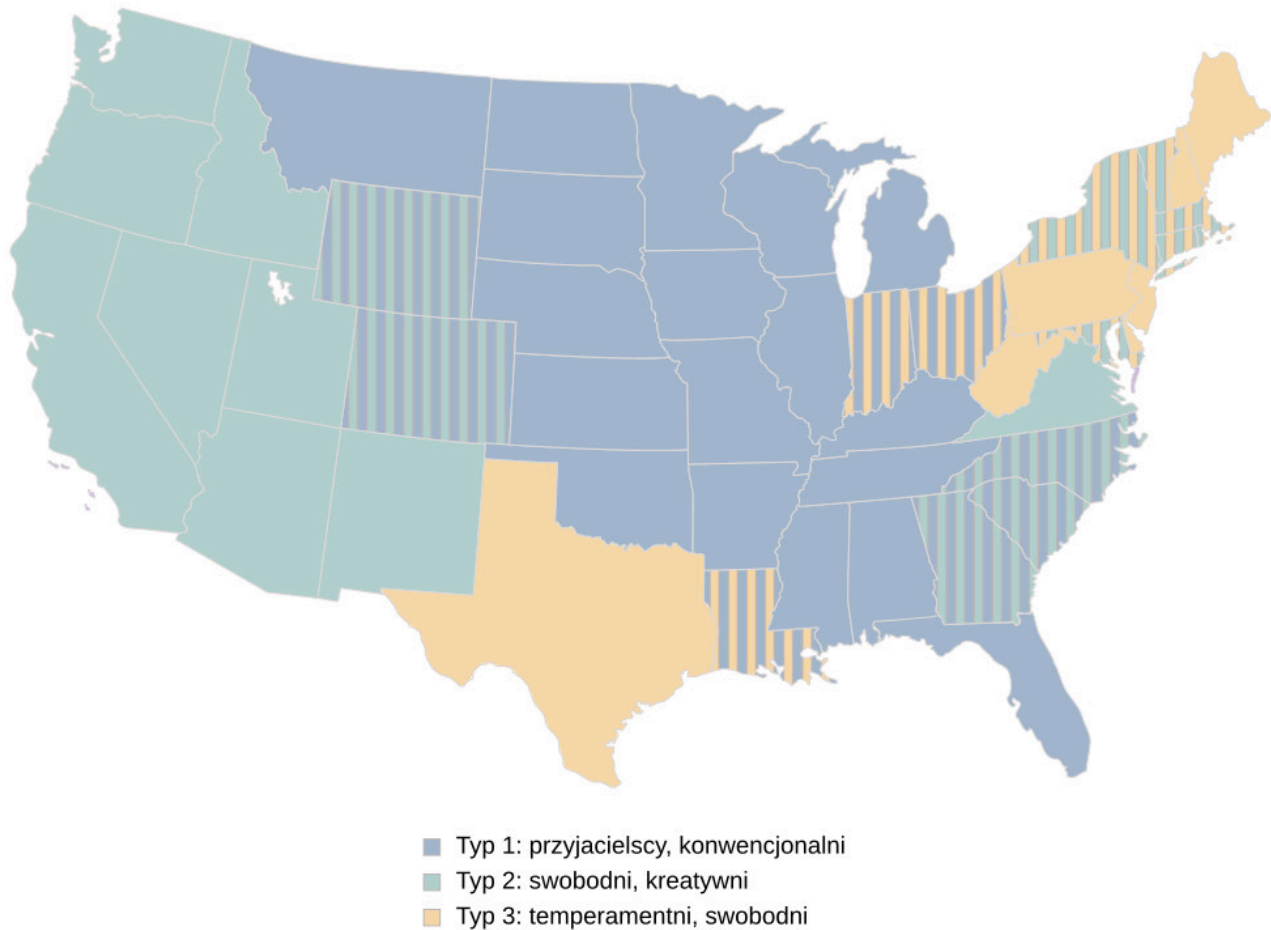 Typ 1: przyjacielscy, konwencjonalni
Typ 2: swobodni, kreatywni
Typ 3: temperamentni, swobodni